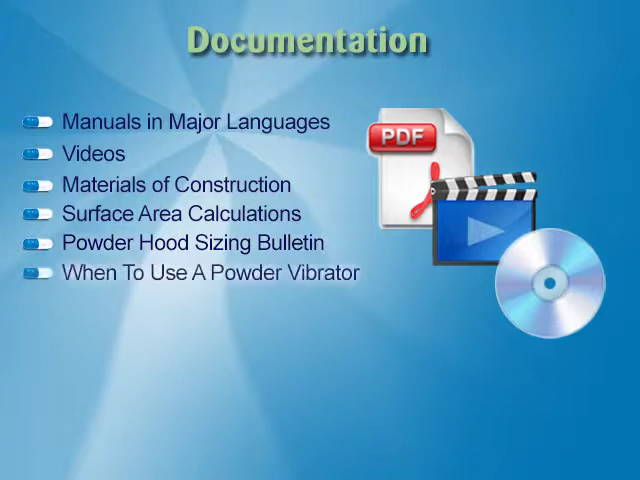 Documentation
Manuals in Major Languages
Videos
Materials of Construction
Surface Area Calculations
Powder Hood Sizing Bulletin
When To Use A Powder Vibrator
PDF